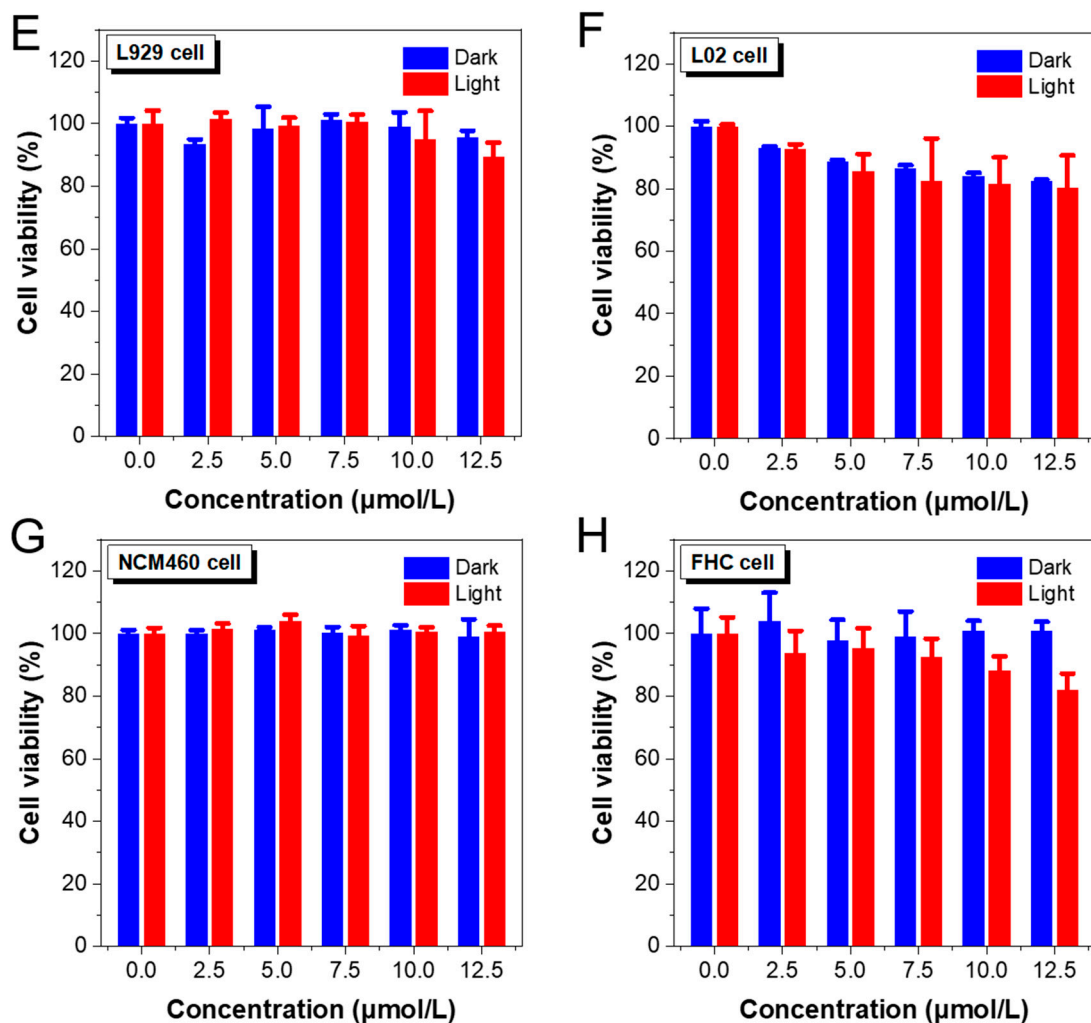 E
L929 cell
Dark
Light
Cell viability (%)
120
100
80
60
40
20
0
0.0 2.5 5.0 7.5 10.0 12.5
Concentration (µmol/L)
F
L02 cell
Dark
Light
Cell viability (%)
120
100
80
60
40
20
0
0.0 2.5 5.0 7.5 10.0 12.5
Concentration (µmol/L)
G
NCM460 cell
Dark
Light
Cell viability (%)
120
100
80
60
40
20
0
0.0 2.5 5.0 7.5 10.0 12.5
Concentration (µmol/L)
H
FHC cell
Dark
Light
Cell viability (%)
120
100
80
60
40
20
0
0.0 2.5 5.0 7.5 10.0 12.5
Concentration (µmol/L)